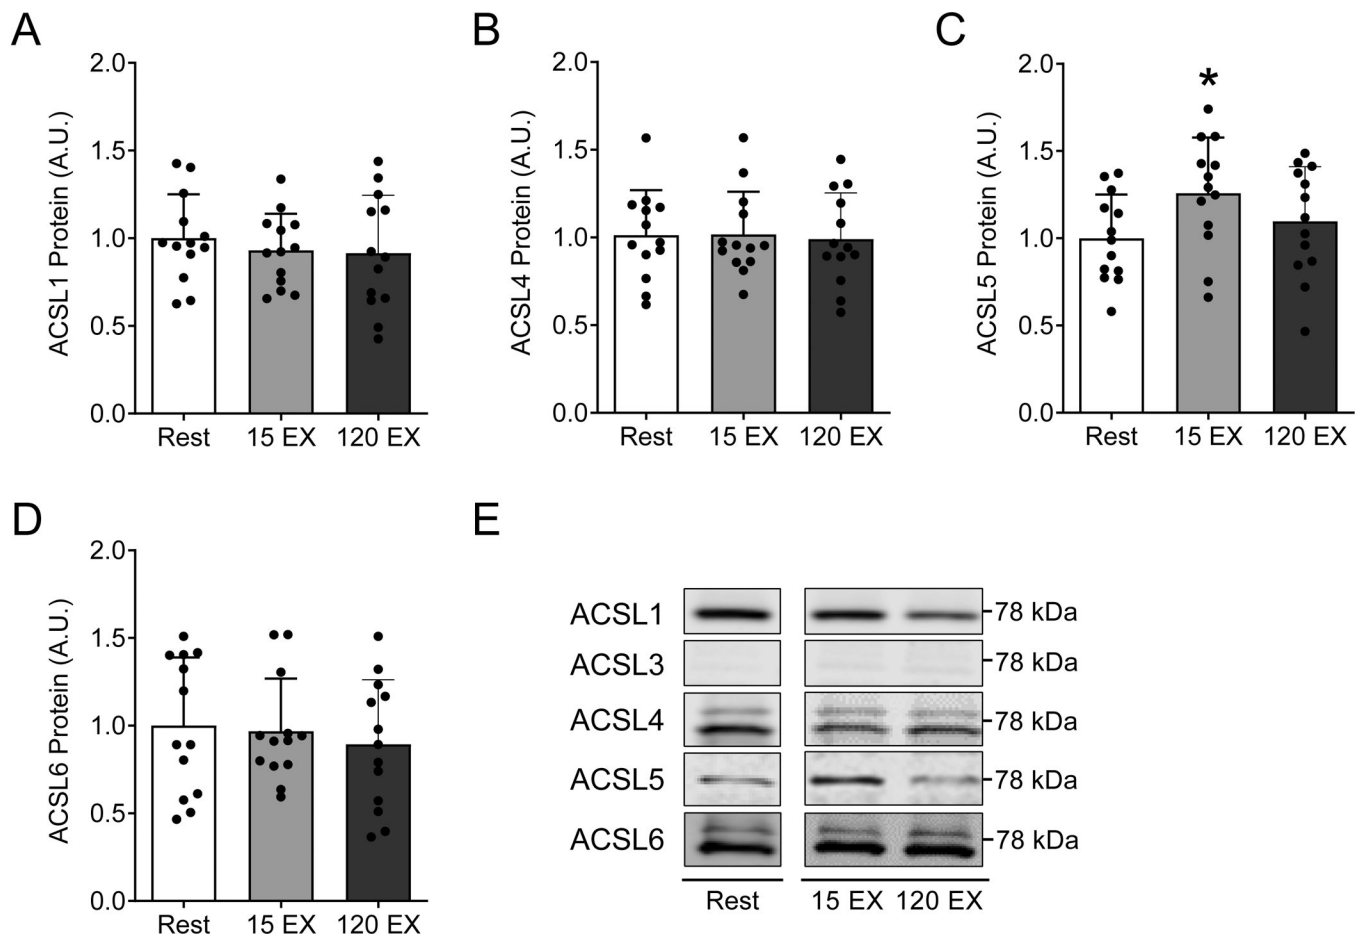 A
ACSL1 Protein (A.U.)
2.0
1.5
1.0
0.5
0.0
Rest 15 EX 120 EX
B
ACSL4 Protein (A.U.)
2.0
1.5
1.0
0.5
0.0
Rest 15 EX 120 EX
C
ACSL5 Protein (A.U.)
2.0
1.5
1.0
0.5
0.0
*
Rest 15 EX 120 EX
D
ACSL6 Protein (A.U.)
2.0
1.5
1.0
0.5
0.0
Rest 15 EX 120 EX
E
ACSL1 78 kDa
ACSL3 78 kDa
ACSL4 78 kDa
ACSL5 78 kDa
ACSL6 78 kDa
Rest 15 EX 120 EX